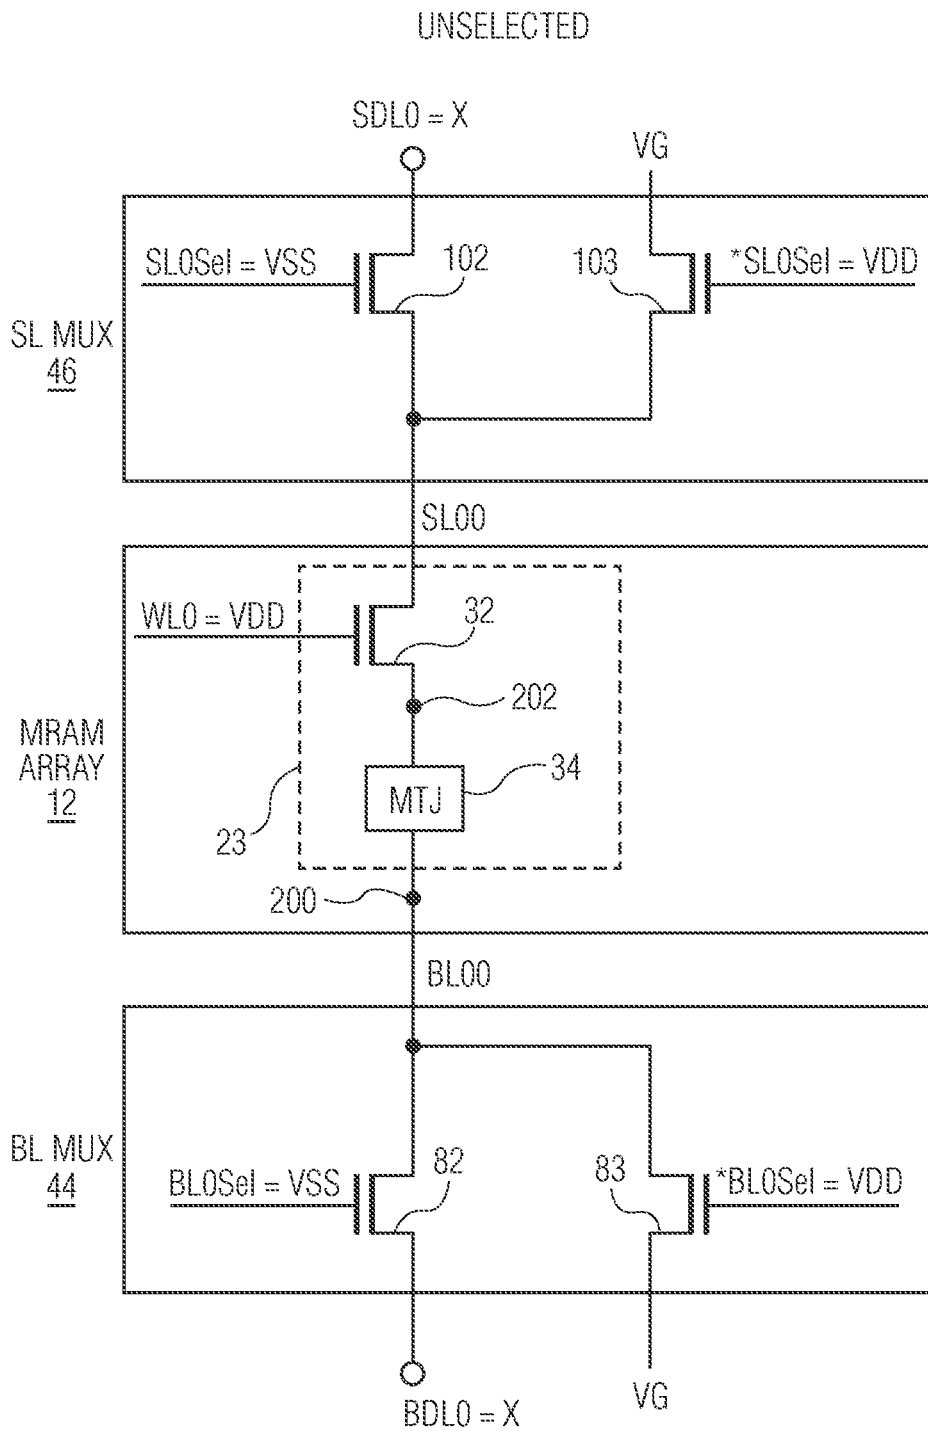 UNSELECTED
SDL0 = X
VG
SL0Sel = VSS
102
103
*SL0Sel = VDD
SL MUX
46
SL00
WL0 = VDD
32
202
MRAM
ARRAY
12
34
MTJ
23
200
BL00
BL MUX
44
BL0Sel = VSS
82
83
*BL0Sel = VDD
BDL0 = X
VG